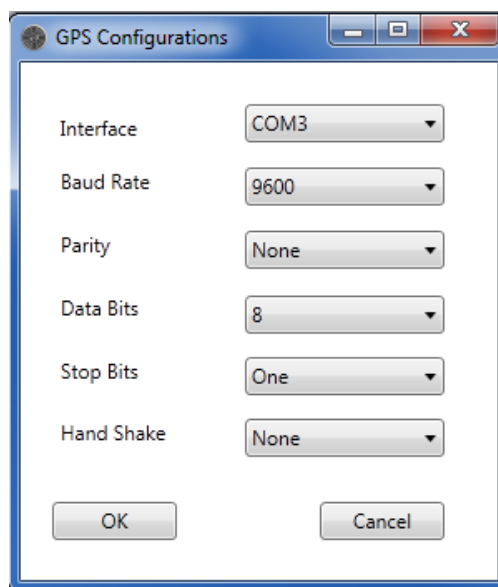 GPS Configurations
Interface COM3
Baud Rate 9600
Parity None
Data Bits 8
Stop Bits One
Hand Shake None
OK Cancel